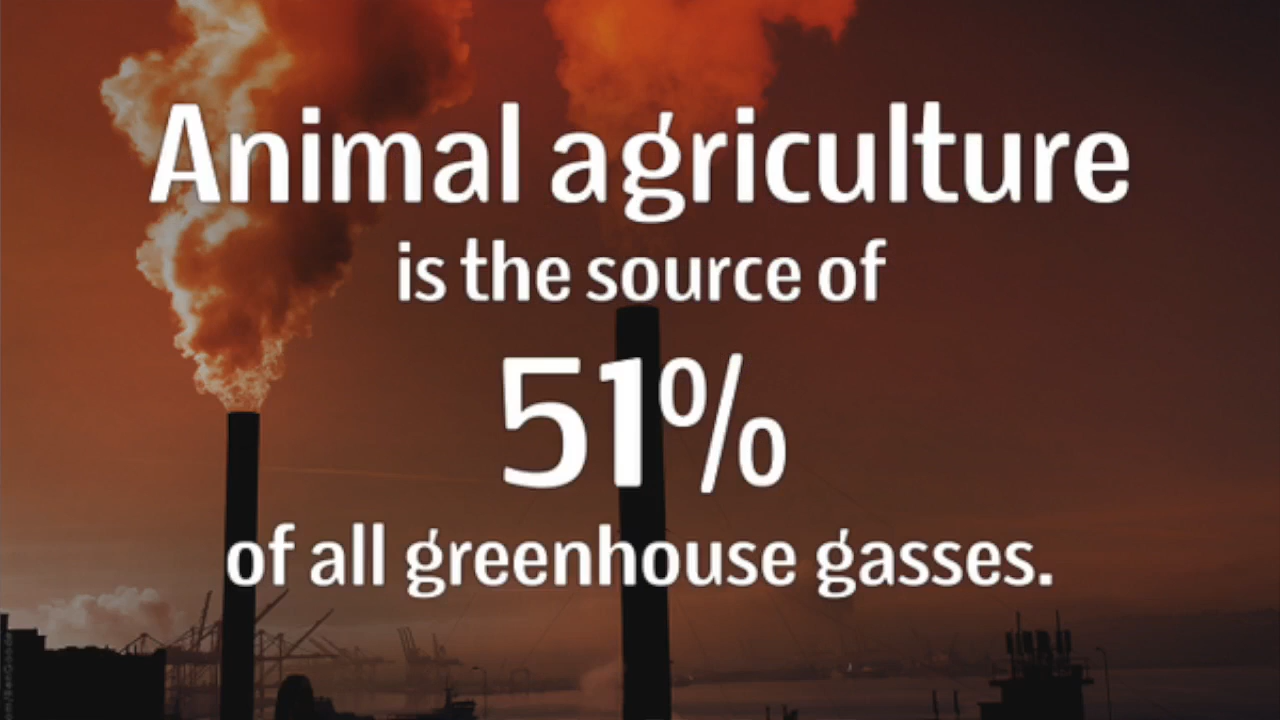 Animal agriculture
is the source of
51%
of all greenhouse gasses.